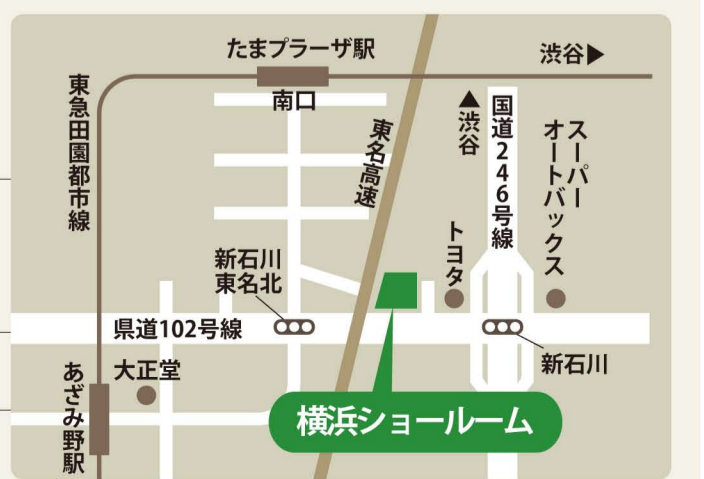 たまプラーザ駅
渋谷▶
南口
東急田園都市線
東名高速
▲渋谷
国道246号線
スーパー
オートバックス
トヨタ
新石川
東名北
県道102号線
新石川
大正堂
あざみ野駅
横浜ショールーム